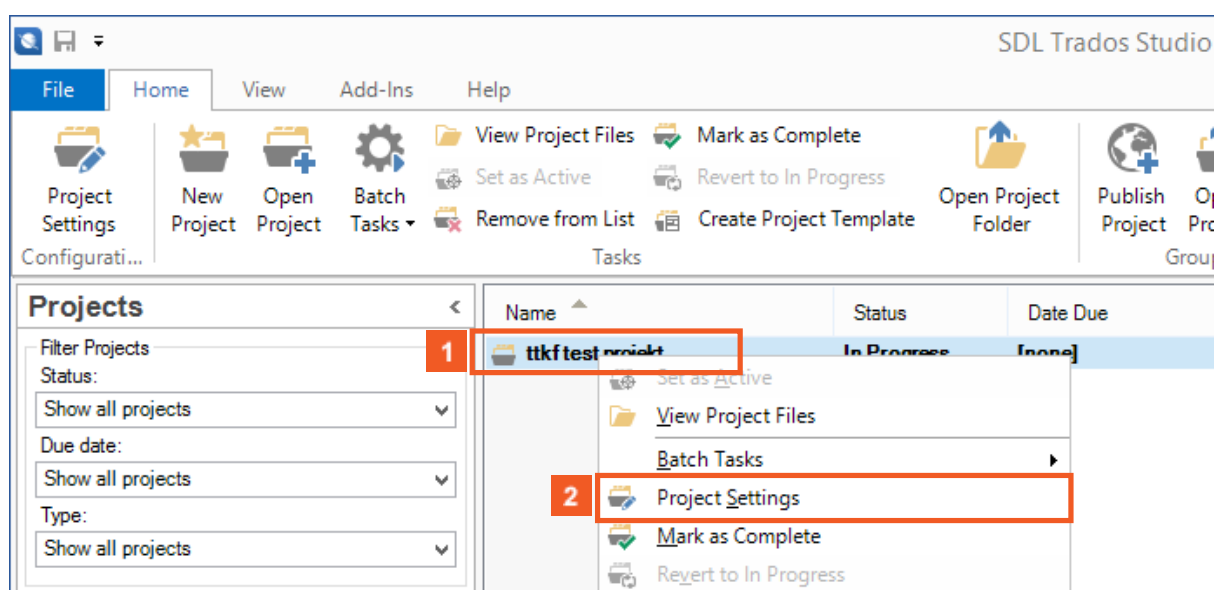 SDL Trados Studio
File Home View Add-Ins Help
View Project Files Mark as Complete
Set as Active Revert to In Progress
Remove from List Create Project Template
Project Settings
New Project
Open Project
Batch Tasks
Open Project Folder
Publish Project
Configurati... Tasks
Projects
Name Status Date Due
Filter Projects
1 ttkf test projekt In Progress [none]
Status:
Show all projects
Due date:
Show all projects
Type:
Show all projects
Set as Active
View Project Files
Batch Tasks
2 Project Settings
Mark as Complete
Revert to In Progress